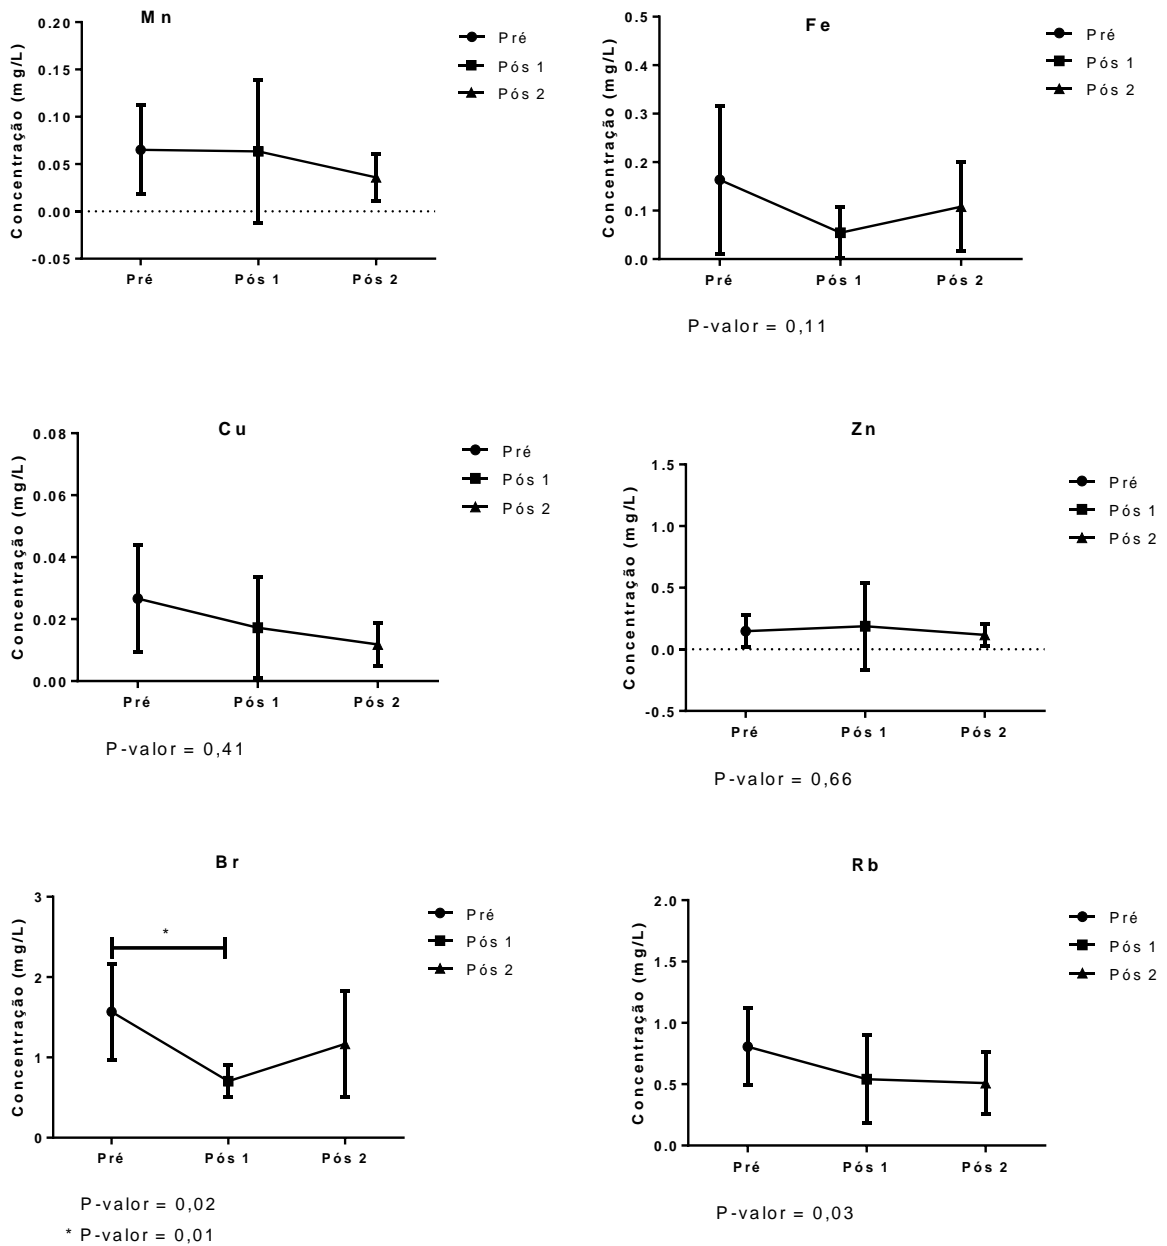 Mn
Concentração (mg/L)
0.20
0.15
0.10
0.05
0.00
-0.05
Pré Pós 1 Pós 2
Pré
Pós 1
Pós 2
Fe
Concentração (mg/L)
0.5
0.4
0.3
0.2
0.1
0.0
Pré Pós 1 Pós 2
Pré
Pós 1
Pós 2
P-valor = 0,11
Cu
Concentração (mg/L)
0.08
0.06
0.04
0.02
0.00
Pré Pós 1 Pós 2
Pré
Pós 1
Pós 2
P-valor = 0,41
Zn
Concentração (mg/L)
1.5
1.0
0.5
0.0
-0.5
Pré Pós 1 Pós 2
Pré
Pós 1
Pós 2
P-valor = 0,66
Br
Concentração (mg/L)
3
2
1
0
*
Pré Pós 1 Pós 2
Pré
Pós 1
Pós 2
P-valor = 0,02
* P-valor = 0,01
Rb
Concentração (mg/L)
2.0
1.5
1.0
0.5
0.0
Pré Pós 1 Pós 2
Pré
Pós 1
Pós 2
P-valor = 0,03